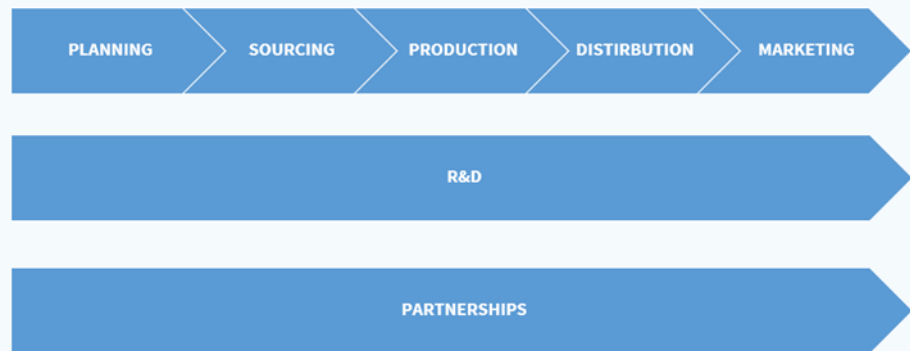 PLANNING SOURCING PRODUCTION DISTIRBUTION MARKETING
R&D
PARTNERSHIPS